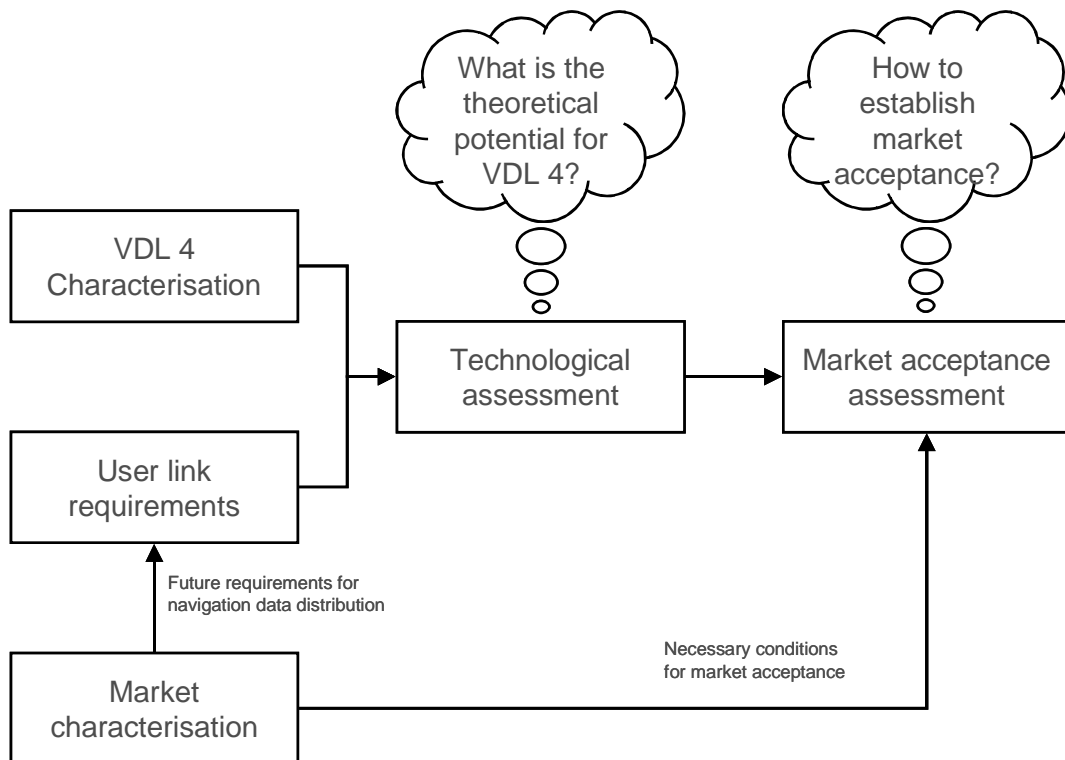 What is the
theoretical
potential for
VDL 4?
How to
establish
market
acceptance?
VDL 4
Characterisation
Technological
assessment
Market acceptance
assessment
User link
requirements
Future requirements for
navigation data distribution
Necessary conditions
for market acceptance
Market
characterisation